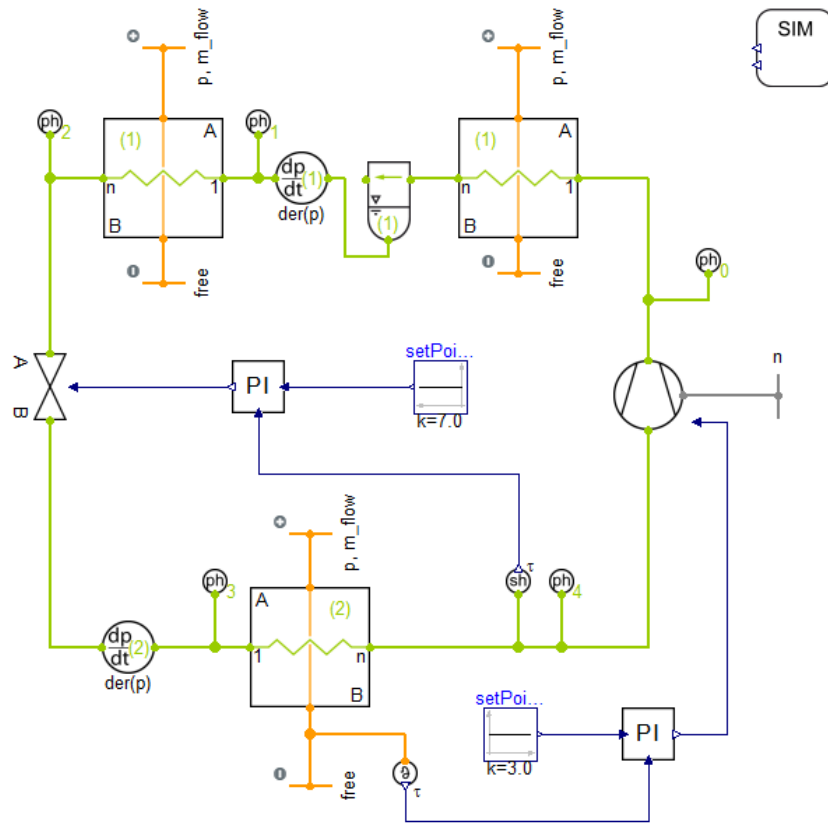 SIM
p, m_flow
p, m_flow
ph
2
(1)
A
n
1
B
ph
1
dp
dt
(1)
der(p)
(1)
(1)
A
n
1
B
free
free
ph
0
A
B
PI
setPoi...
k=7.0
n
p, m_flow
ph
3
A
(2)
1
n
B
sh
τ
ph
4
dp
dt
(2)
der(p)
setPoi...
k=3.0
PI
free
τ